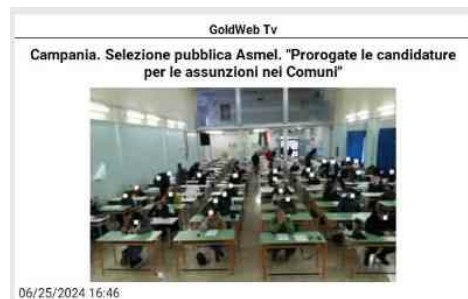 GoldWeb Tv
Campania. Selezione pubblica Asmel. "Prorogate le candidature
per le assunzioni nei Comuni"
06/25/2024 16:46